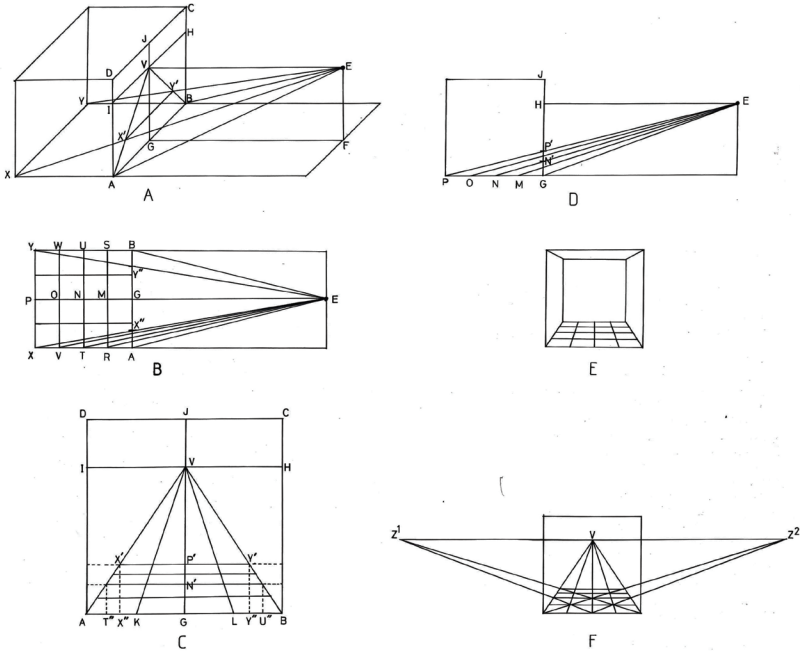 C
H
J
D
V
E
Y
I
Y'
B
X'
G
F
X
A
A
J
H
E
P'
N'
P O N M G
D
Y W U S B
Y"
P O N M G E
X"
X V T R A
B
E
D J C
I V H
X' P' Y'
N'
A T" X" K G L Y" U" B
C
Z¹ V Z²
F